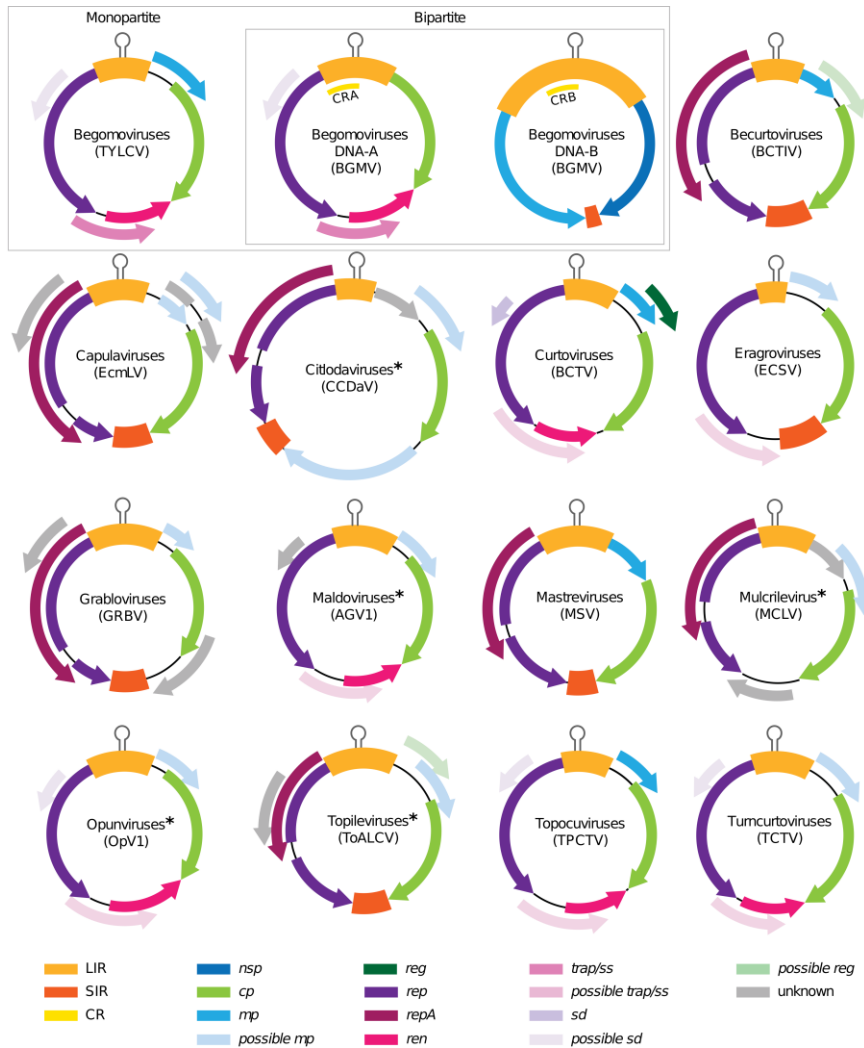 Monopartite
Bipartite
CRA
CRB
Begomoviruses
(TYLCV)
Begomoviruses
DNA-A
(BGMV)
Begomoviruses
DNA-B
(BGMV)
Becurtoviruses
(BCTIV)
Capulaviruses
(EcmLV)
Citlodaviruses*
(CCDaV)
Curtoviruses
(BCTV)
Eragroviruses
(ECSV)
Grabloviruses
(GRBV)
Maldoviruses*
(AGV1)
Mastreviruses
(MSV)
Mulcrilevirus*
(MCLV)
Opunviruses*
(OpV1)
Topileviruses*
(ToALCV)
Topocuviruses
(TPCTV)
Turncurtoviruses
(TCTV)
LIR
SIR
CR
nsp
cp
mp
possible mp
reg
rep
repA
ren
trap/ss
possible trap/ss
sd
possible sd
possible reg
unknown